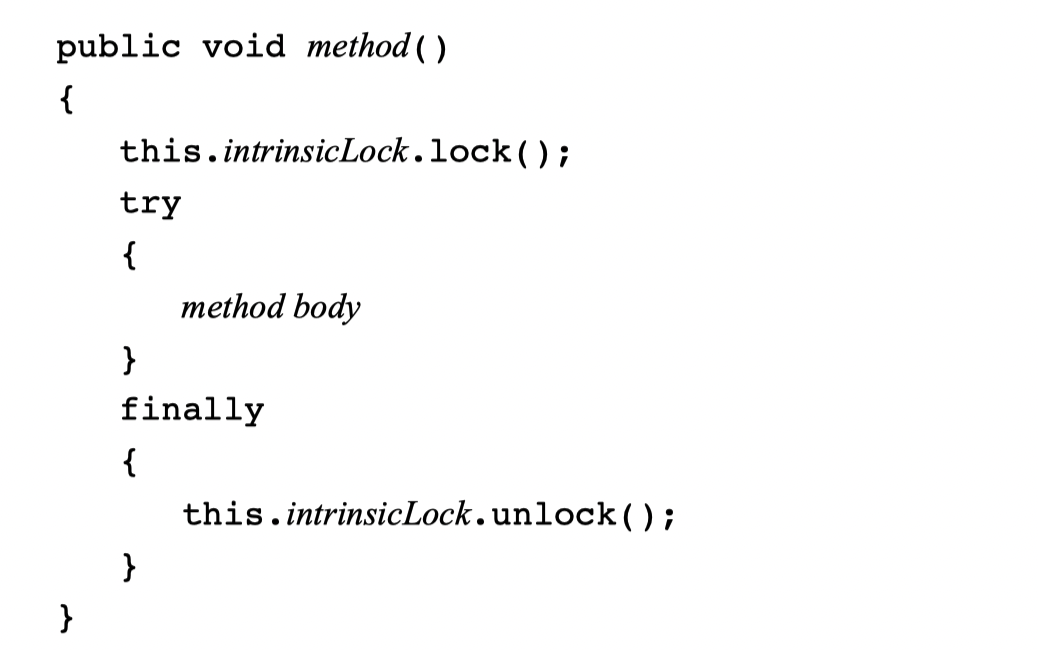 public void method()
{
this.intrinsicLock.lock();
try
{
method body
}
finally
{
this.intrinsicLock.unlock();
}
}